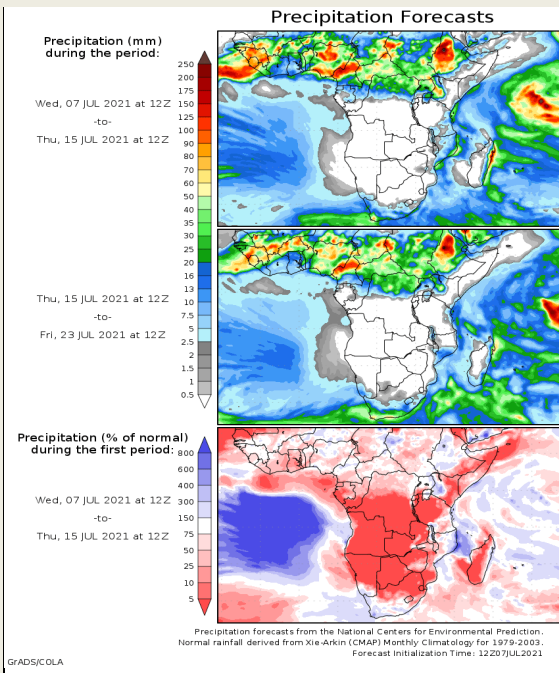 Precipitation Forecasts
Precipitation (mm)
during the period:
Wed, 07 JUL 2021 at 12Z
-to-
Thu, 15 JUL 2021 at 12Z
250
200
175
150
125
100
90
80
70
60
50
40
35
30
25
20
16
13
10
7.5
5
2.5
2
1.5
1
0.5
Thu, 15 JUL 2021 at 12Z
-to-
Fri, 23 JUL 2021 at 12Z
Precipitation (% of normal)
during the first period:
Wed, 07 JUL 2021 at 12Z
-to-
Thu, 15 JUL 2021 at 12Z
800
600
400
300
150
75
50
25
10
5
Precipitation forecasts from the National Centers for Environmental Prediction.
Normal rainfall derived from Xie-Arkin (CMAP) Monthly Climatology for 1979-2003.
Forecast Initialization Time: 12Z07JUL2021
GrADS/COLA